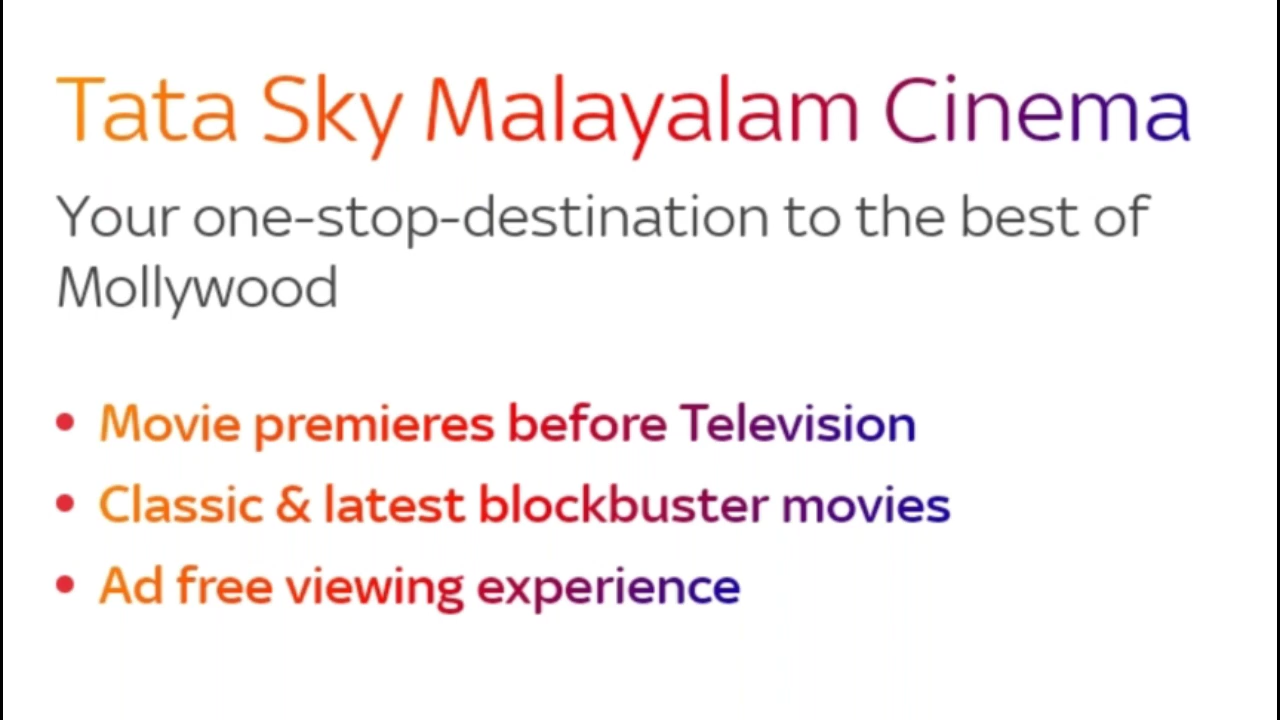 Tata Sky Malayalam Cinema
Your one-stop-destination to the best of
Mollywood
• Movie premieres before Television
• Classic & latest blockbuster movies
• Ad free viewing experience